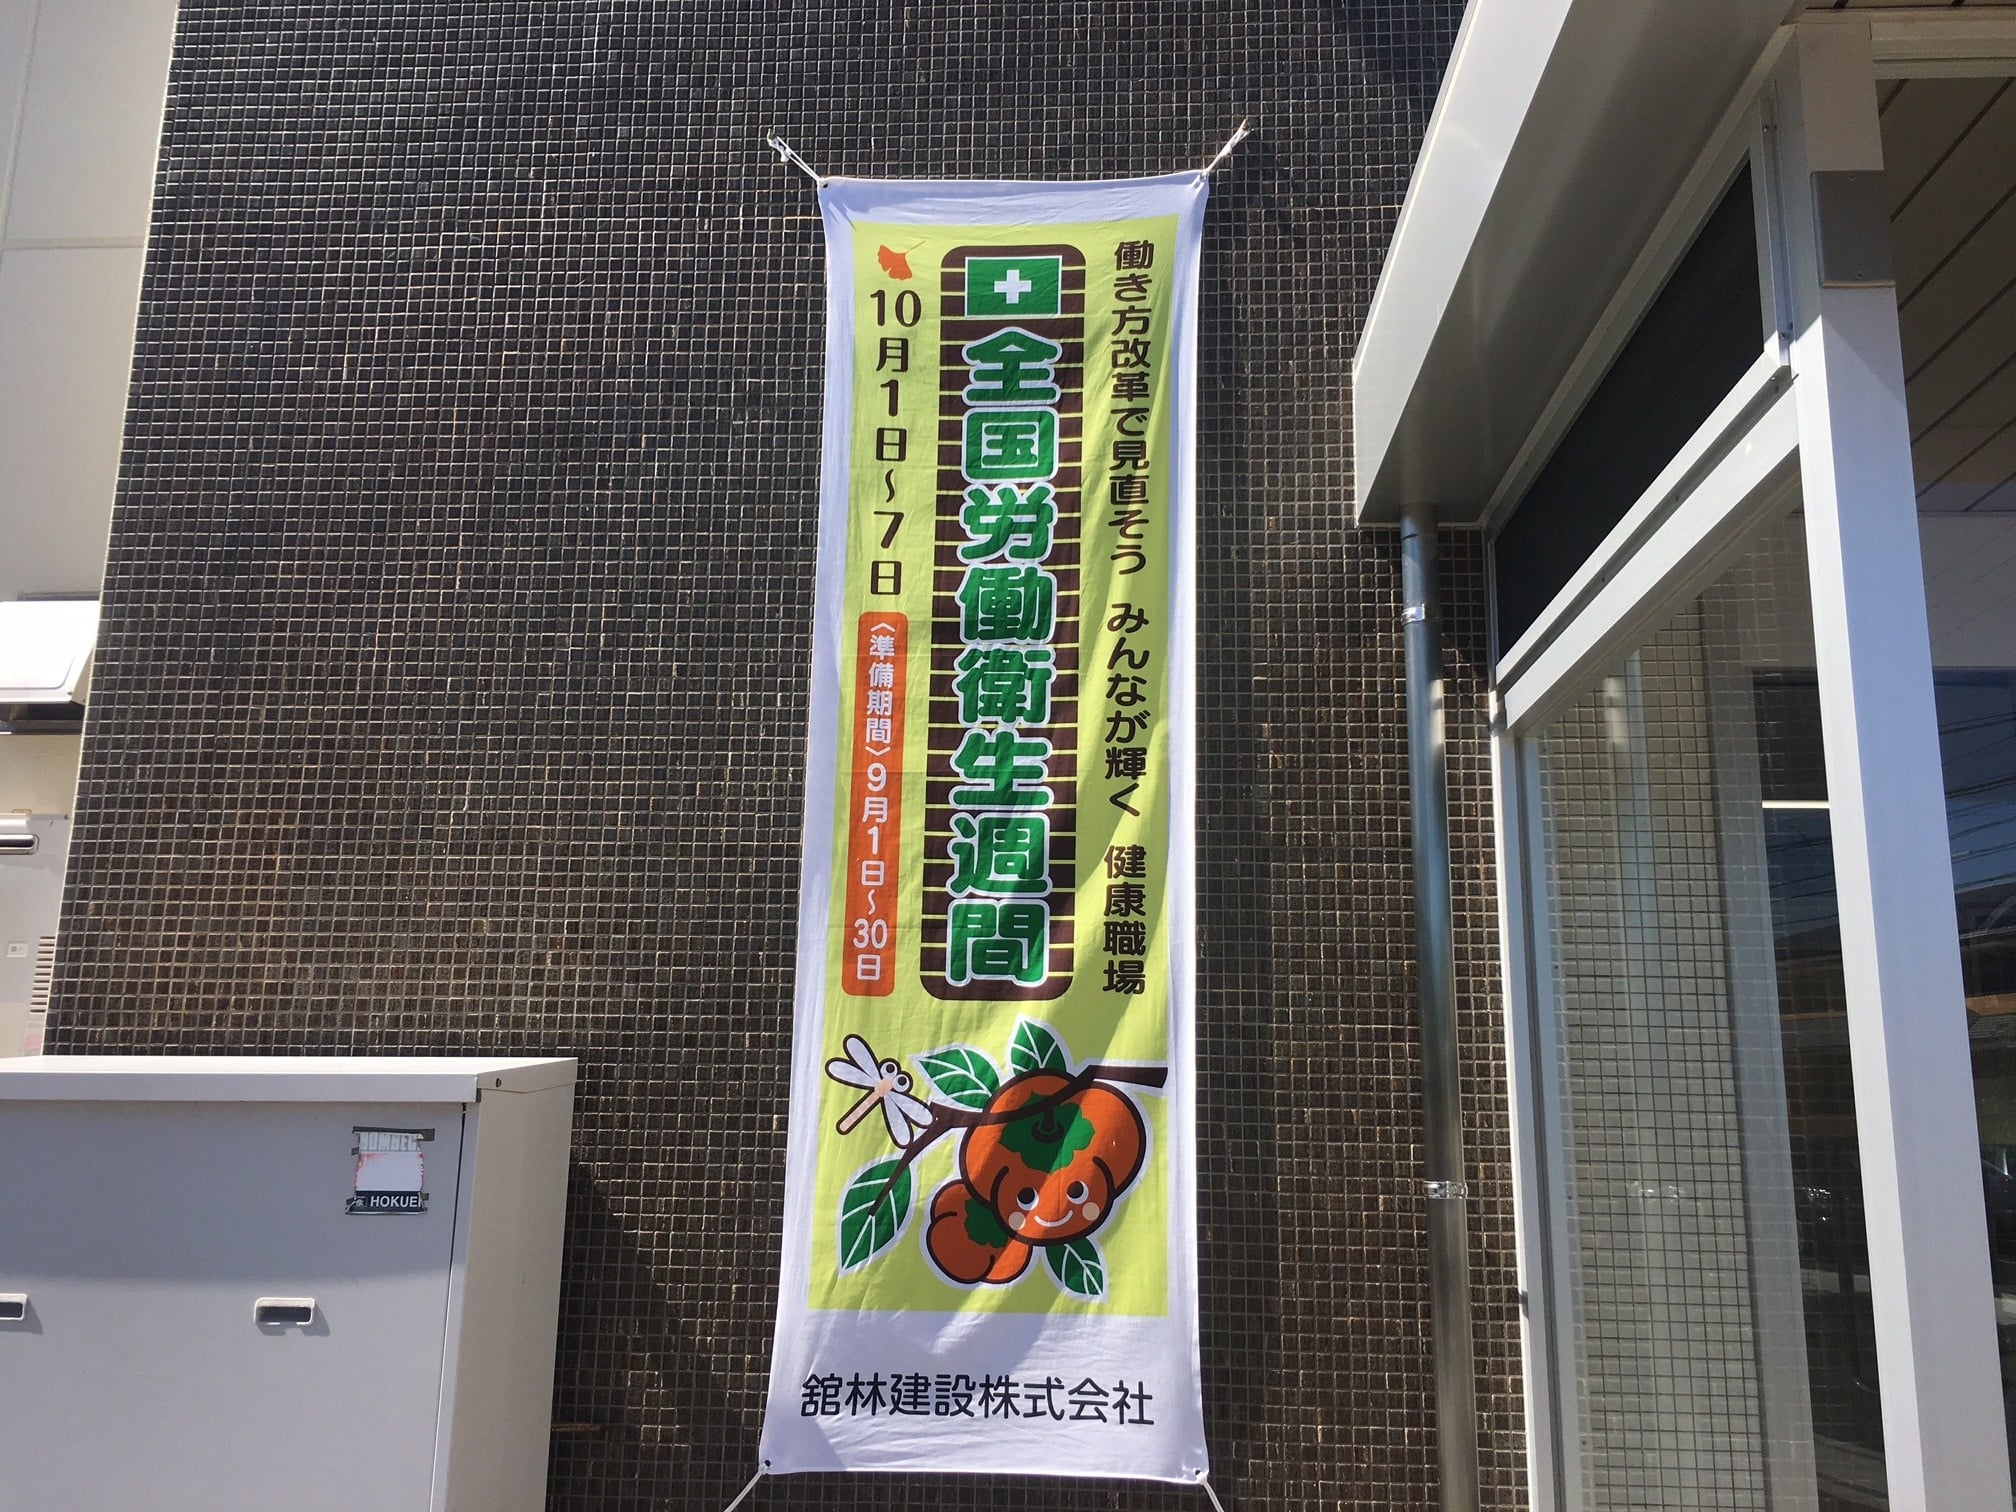 働き方改革で見直そう みんなが輝く 健康職場
全国労働衛生週間
10月1日～7日
〈準備期間〉9月1日～30日
舘林建設株式会社
HOKUEI